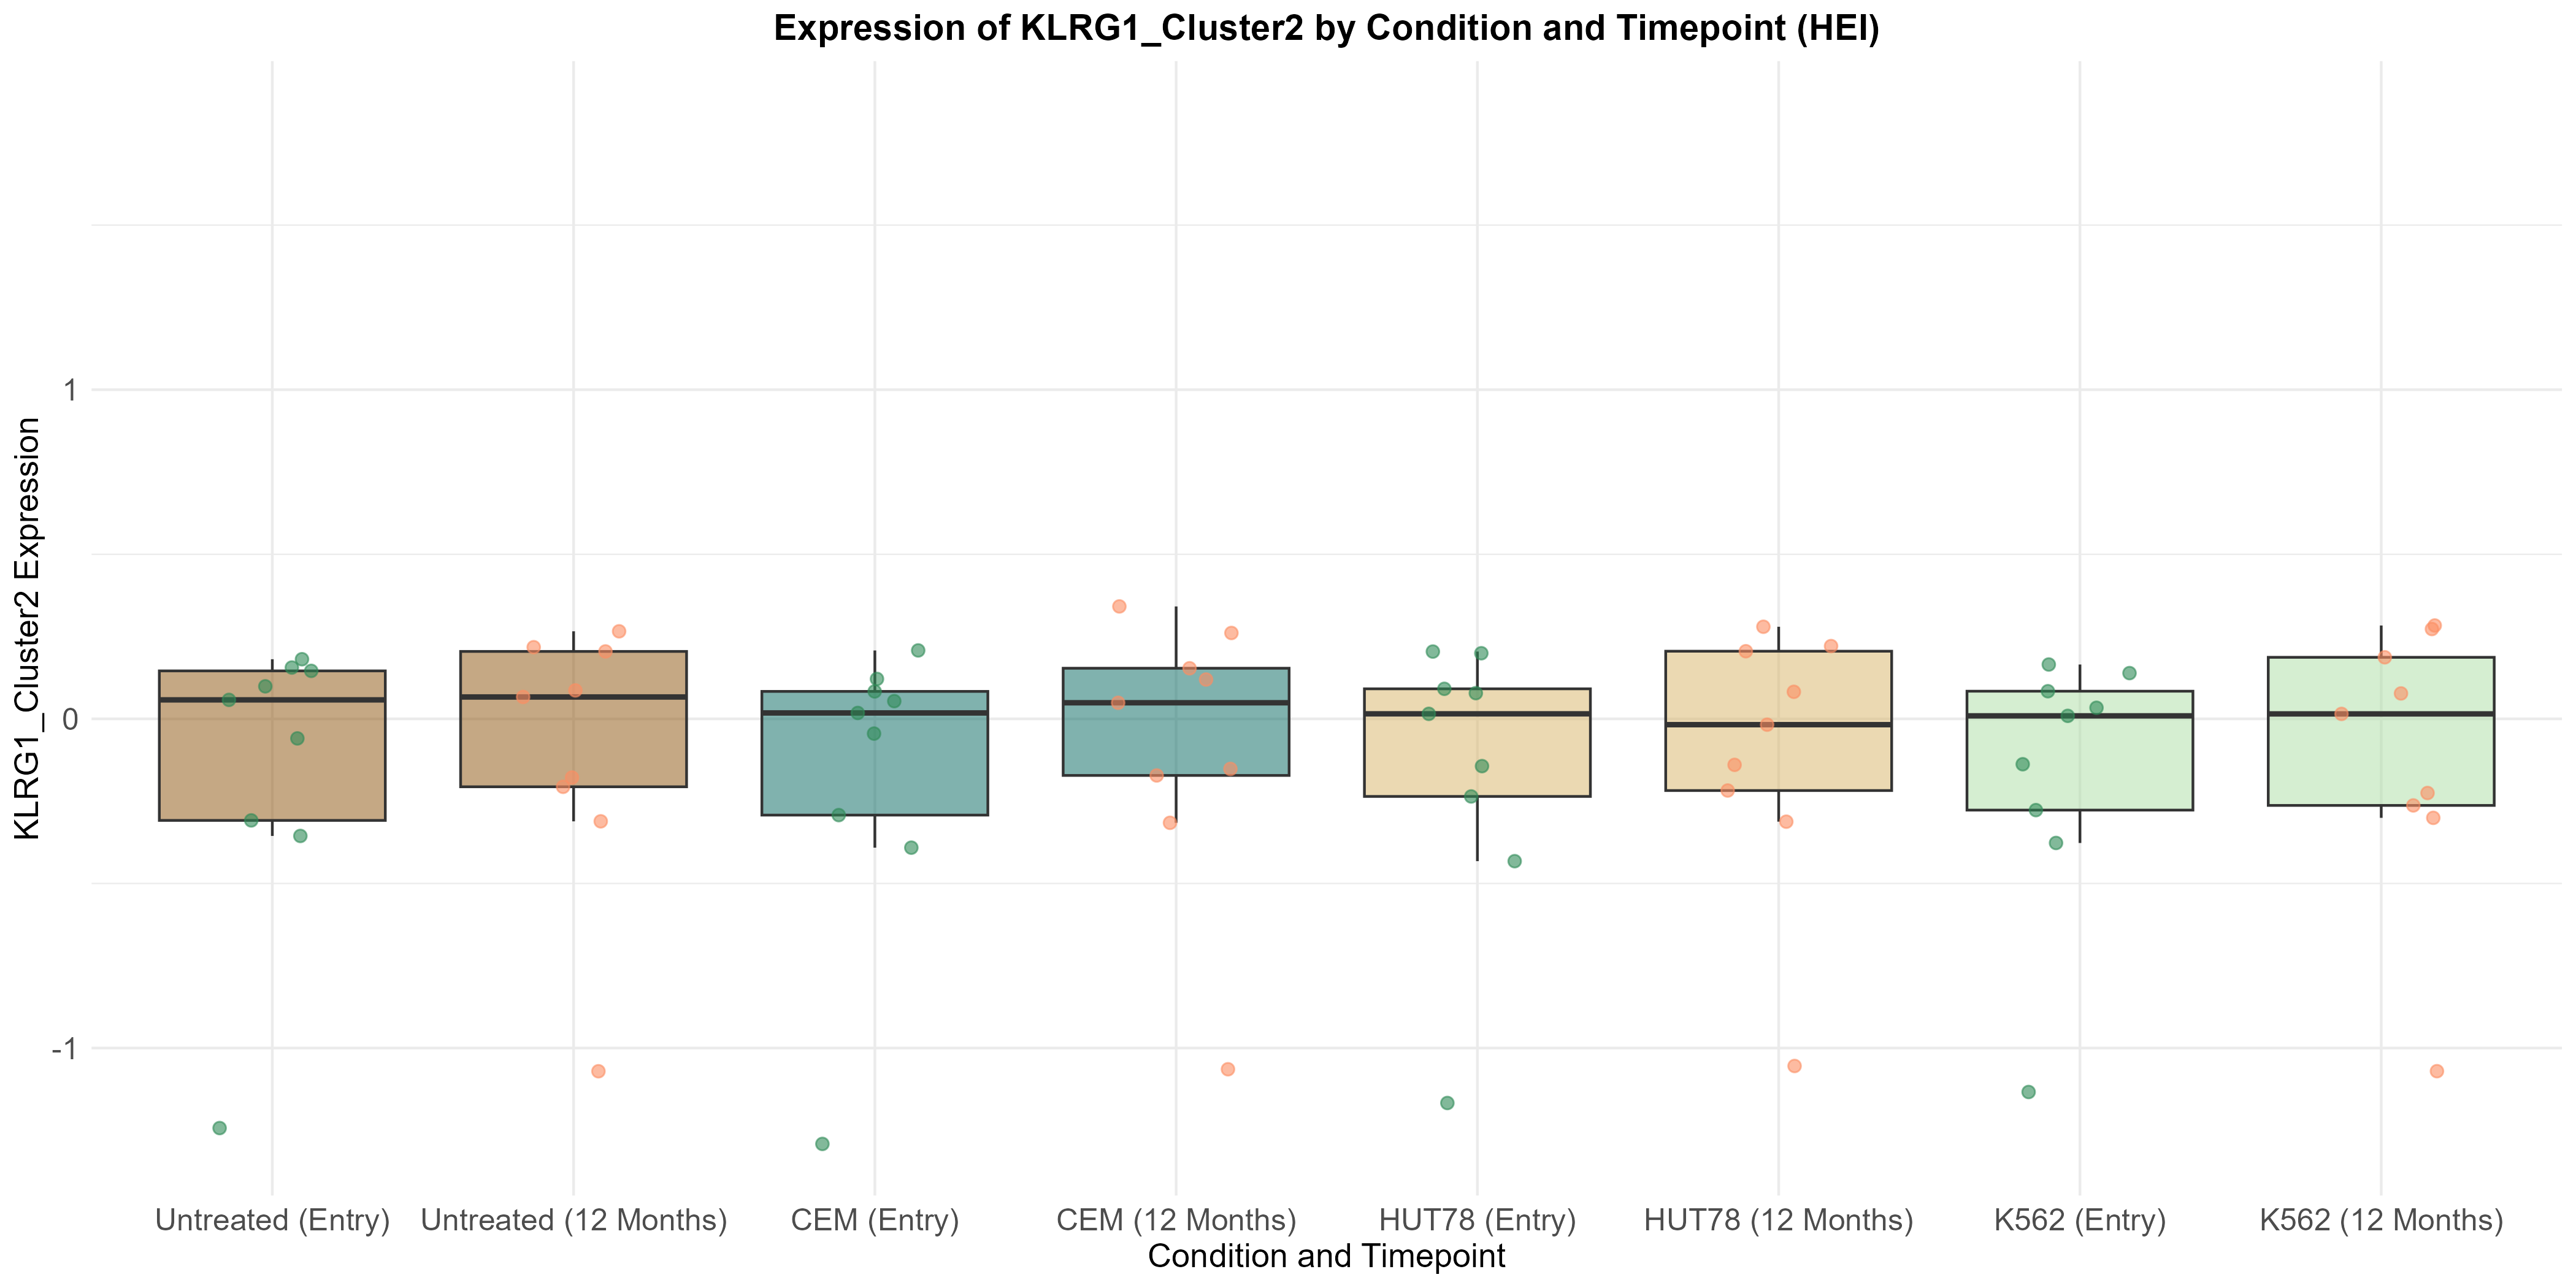 Expression of KLRG1_Cluster2 by Condition and Timepoint (HEI)
KLRG1_Cluster2 Expression
1
0
-1
Untreated (Entry)
Untreated (12 Months)
CEM (Entry)
CEM (12 Months)
HUT78 (Entry)
HUT78 (12 Months)
K562 (Entry)
K562 (12 Months)
Condition and Timepoint